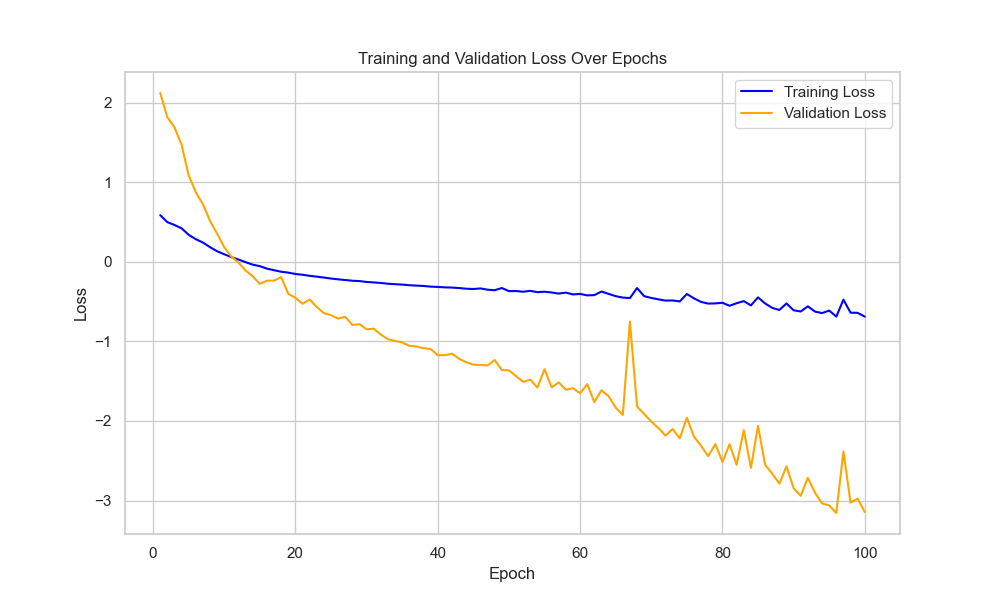 Training and Validation Loss Over Epochs
Training Loss
Validation Loss
2
1
0
−1
−2
−3
Loss
0 20 40 60 80 100
Epoch